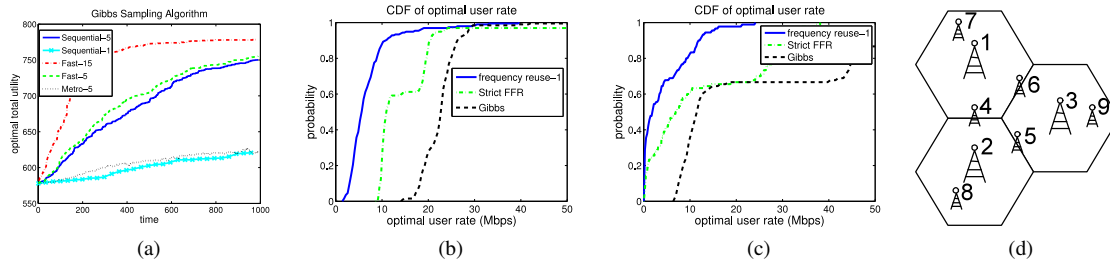 Gibbs Sampling Algorithm
800
750
700
650
600
550
0
200
400
600
800
1000
optimal total utility
time
Sequential−5
Sequential−1
Fast−15
Fast−5
Metro−5
(a)
CDF of optimal user rate
1
0.8
0.6
0.4
0.2
0
0
10
20
30
40
50
probability
optimal user rate (Mbps)
frequency reuse−1
Strict FFR
Gibbs
(b)
CDF of optimal user rate
1
0.8
0.6
0.4
0.2
0
0
10
20
30
40
50
probability
optimal user rate (Mbps)
frequency reuse−1
Strict FFR
Gibbs
(c)
7
1
6
4
3
9
5
2
8
(d)